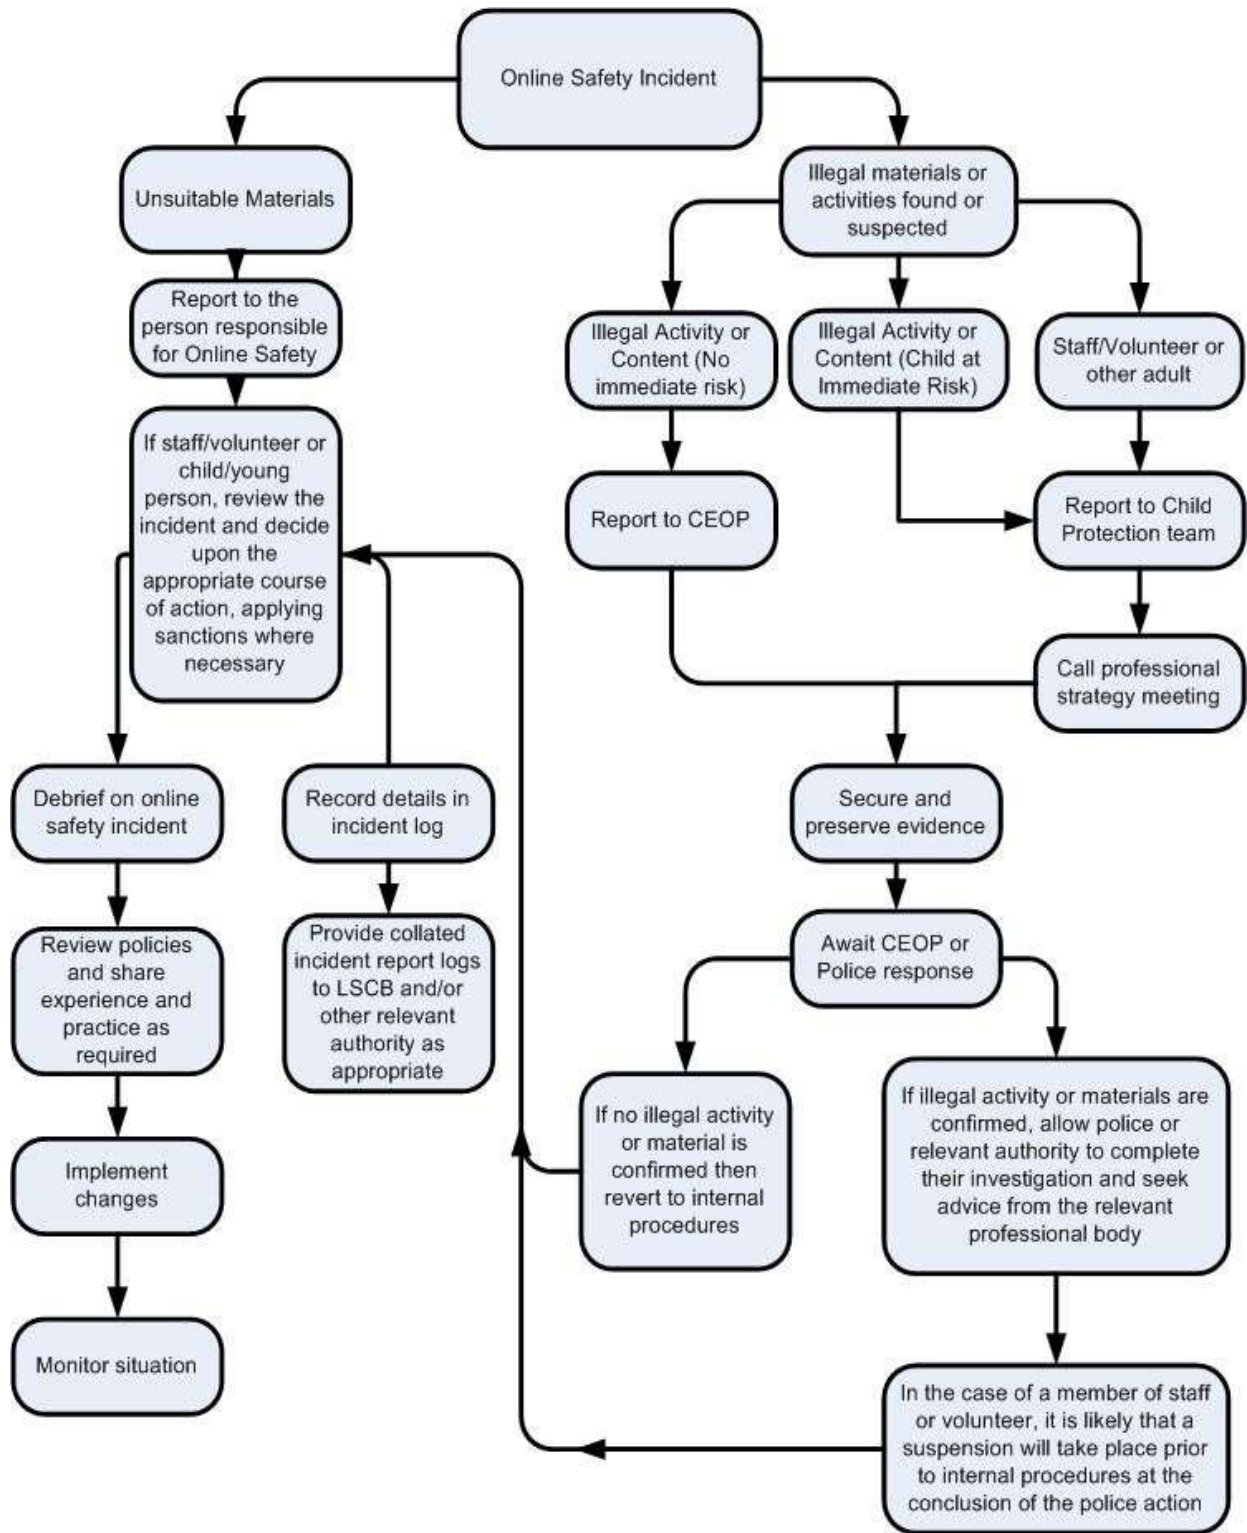 Online Safety Incident
Unsuitable Materials
Report to the
person responsible
for Online Safety
If staff/volunteer or
child/young
person, review the
incident and decide
upon the
appropriate course
of action, applying
sanctions where
necessary
Debrief on online
safety incident
Review policies
and share
experience and
practice as
required
Implement
changes
Monitor situation
Record details in
incident log
Provide collated
incident report logs
to LSCB and/or
other relevant
authority as
appropriate
Illegal materials or
activities found or
suspected
Illegal Activity or
Content (No
immediate risk)
Illegal Activity or
Content (Child at
Immediate Risk)
Staff/Volunteer or
other adult
Report to CEOP
Report to Child
Protection team
Call professional
strategy meeting
Secure and
preserve evidence
Await CEOP or
Police response
If no illegal activity
or material is
confirmed then
revert to internal
procedures
If illegal activity or materials are
confirmed, allow police or
relevant authority to complete
their investigation and seek
advice from the relevant
professional body
In the case of a member of staff
or volunteer, it is likely that a
suspension will take place prior
to internal procedures at the
conclusion of the police action